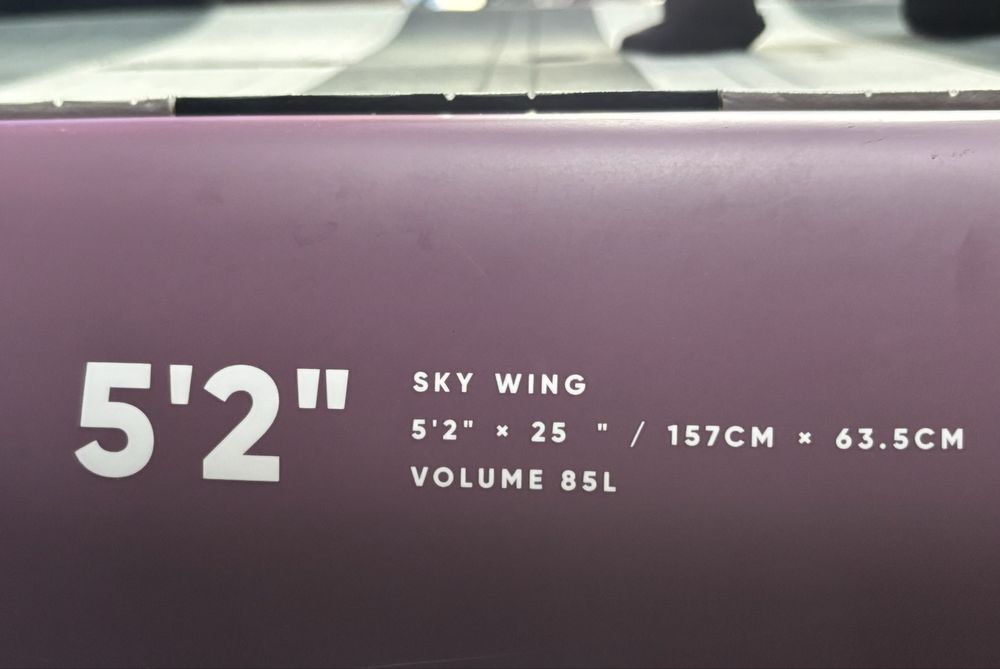 5'2"
SKY WING
5'2" × 25 " / 157CM × 63.5CM
VOLUME 85L